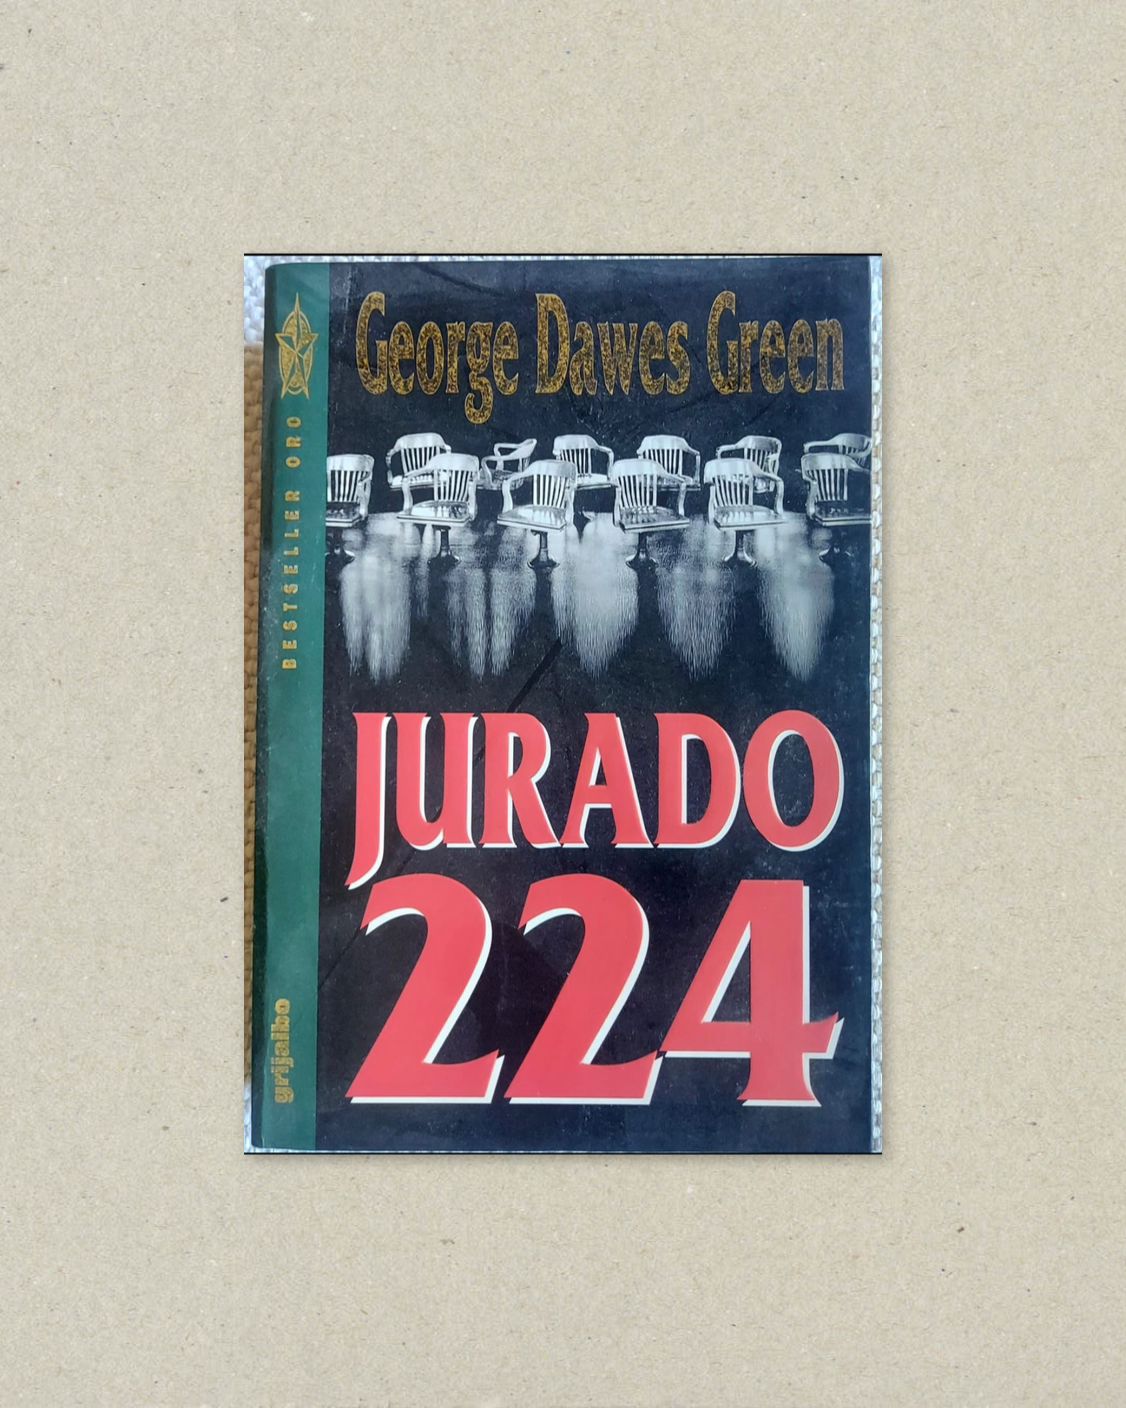 George Dawes Green
BESTSELLER ORO
JURADO
224
grijalbo